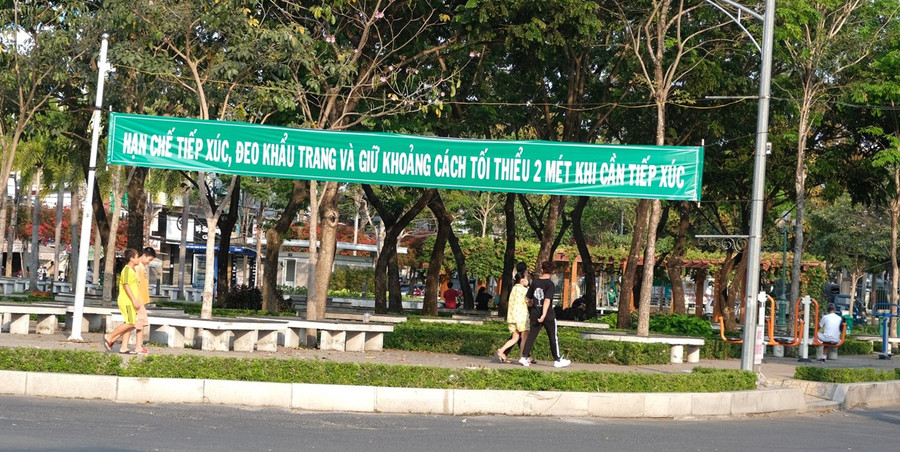 HẠN CHẾ TIẾP XÚC, ĐEO KHẨU TRANG VÀ GIỮ KHOẢNG CÁCH TỐI THIỂU 2 MÉT KHI CẦN TIẾP XÚC